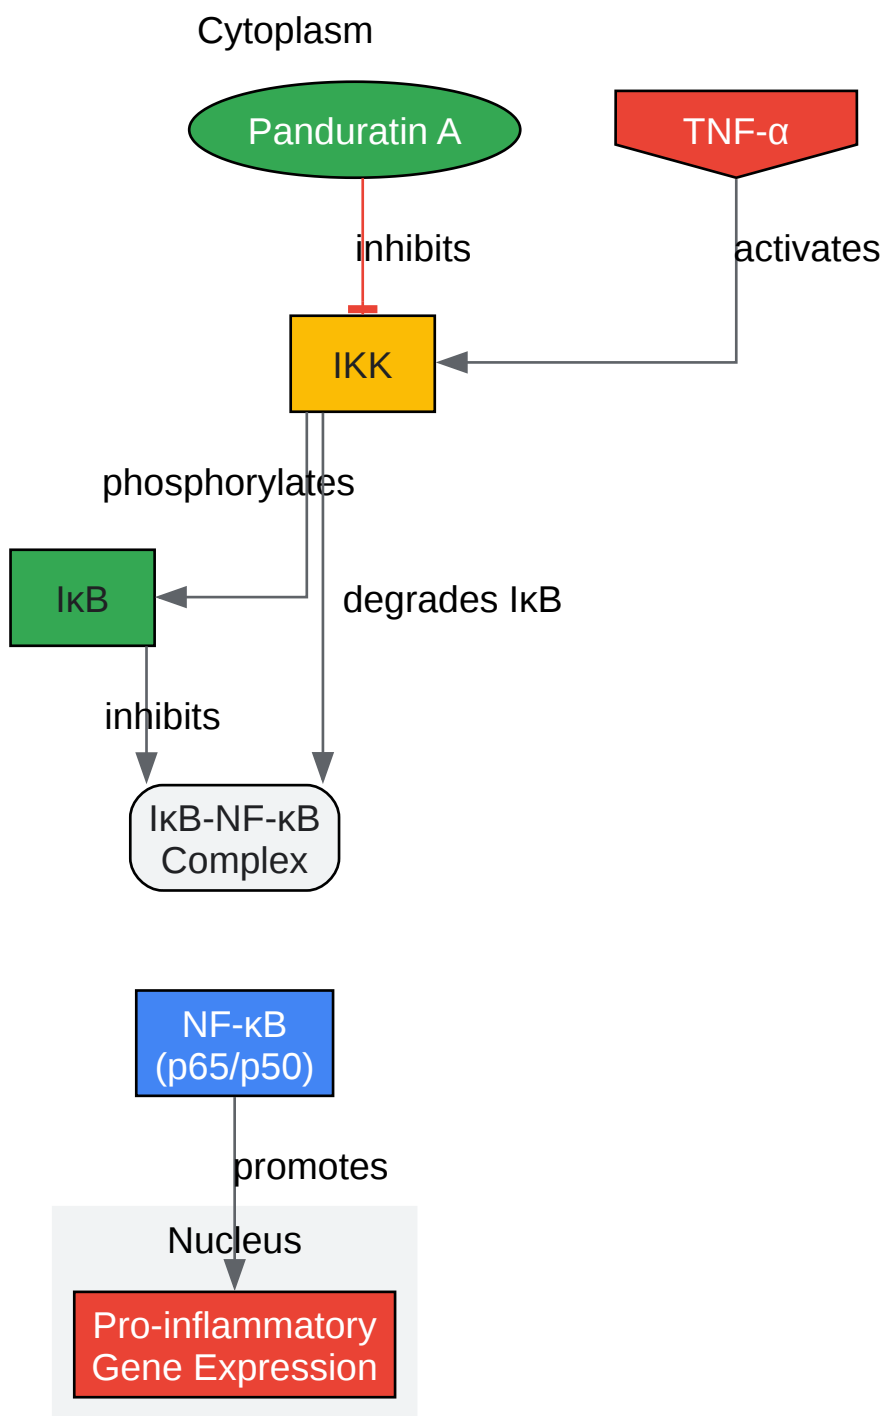 Cytoplasm
Panduratin A
TNF-α
inhibits
activates
IKK
phosphorylates
IκB
degrades IκB
inhibits
IκB-NF-κB
Complex
NF-κB
(p65/p50)
promotes
Nucleus
Pro-inflammatory
Gene Expression